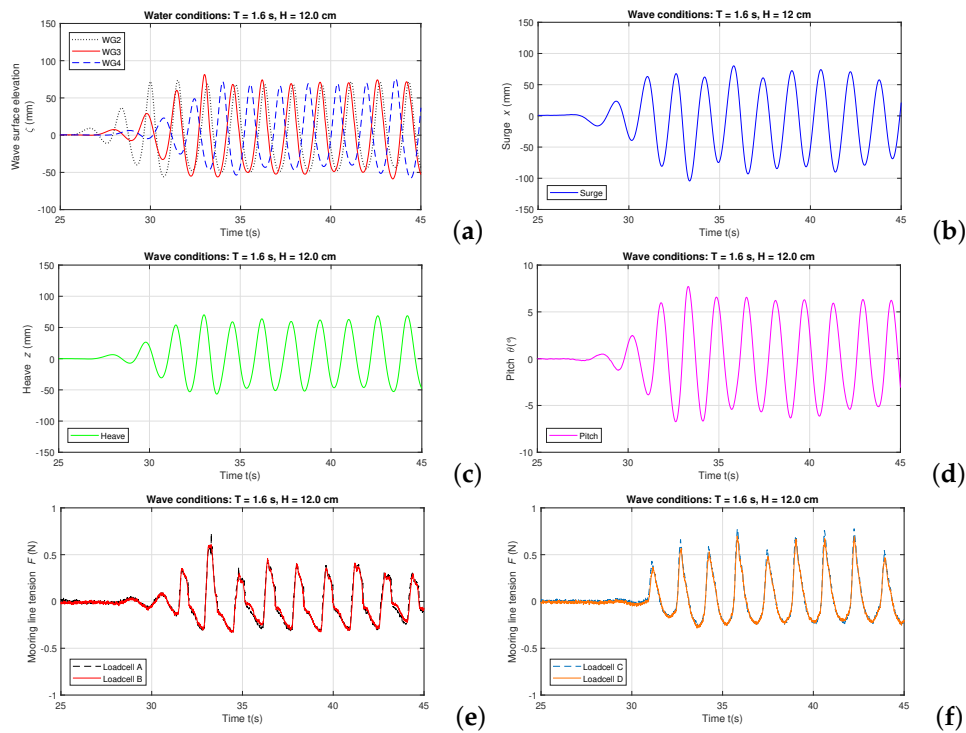 Water conditions: T = 1.6 s, H = 12.0 cm
150
100
50
0
-50
-100
Wave surface elevation
ζ (mm)
WG2
WG3
WG4
25 30 35 40 45
Time t(s)
(a)
Wave conditions: T = 1.6 s, H = 12 cm
150
100
50
0
-50
-100
-150
Surge x (mm)
Surge
25 30 35 40 45
Time t(s)
(b)
Wave conditions: T = 1.6 s, H = 12.0 cm
150
100
50
0
-50
-100
-150
Heave z (mm)
Heave
25 30 35 40 45
Time t(s)
(c)
Wave conditions: T = 1.6 s, H = 12.0 cm
10
5
0
-5
-10
Pitch θ(º)
Pitch
25 30 35 40 45
Time t(s)
(d)
Wave conditions: T = 1.6 s, H = 12.0 cm
1
0.5
0
-0.5
-1
Mooring line tension F (N)
Loadcell A
Loadcell B
25 30 35 40 45
Time t(s)
(e)
Wave conditions: T = 1.6 s, H = 12.0 cm
1
0.5
0
-0.5
-1
Mooring line tension F (N)
Loadcell C
Loadcell D
25 30 35 40 45
Time t(s)
(f)